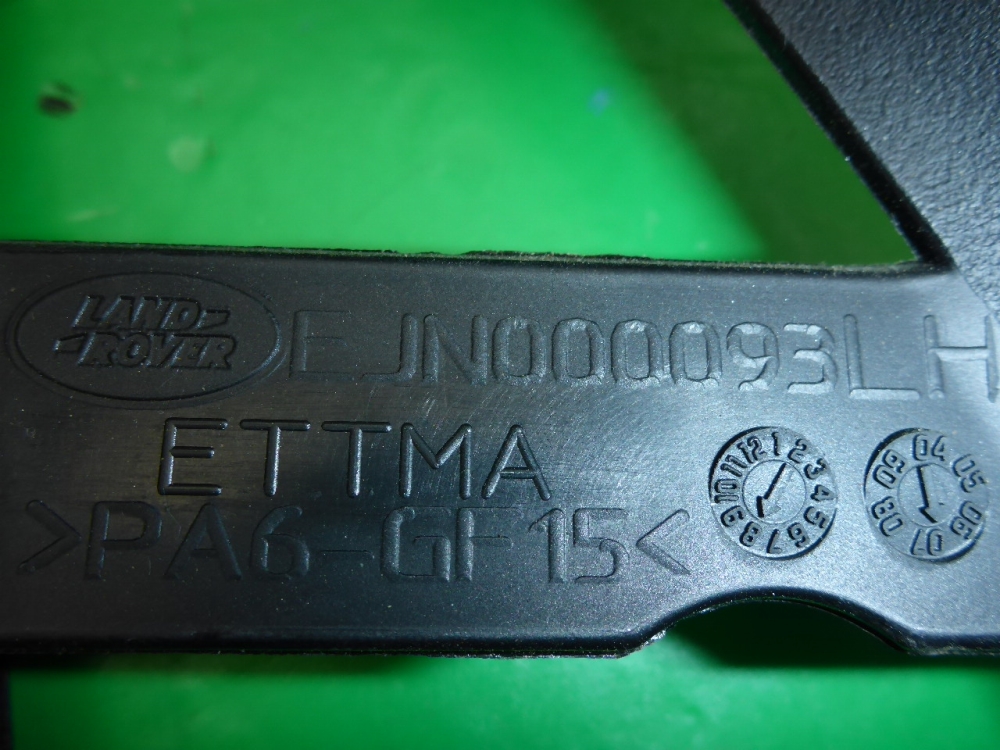 LAND
ROVER
EJN000093LH
ETTMA
>PA6-GF15<
1 2 3 4 5 6 7 8 9 10 11 12
04 05 06 07 08 09